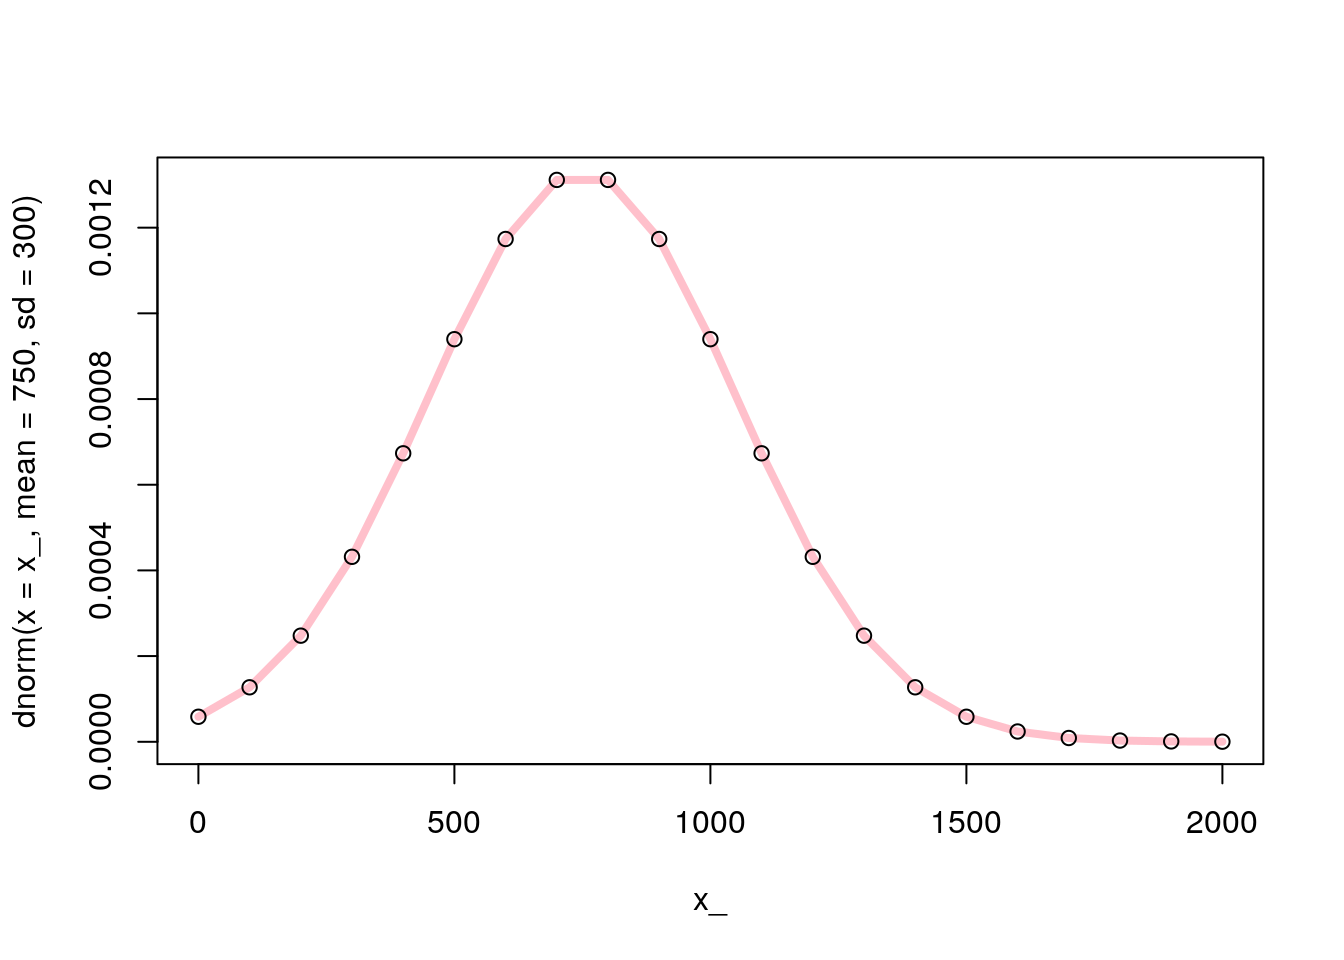 dnorm(x = x_, mean = 750, sd = 300)
0.0012
0.0008
0.0004
0.0000
0 500 1000 1500 2000
x_